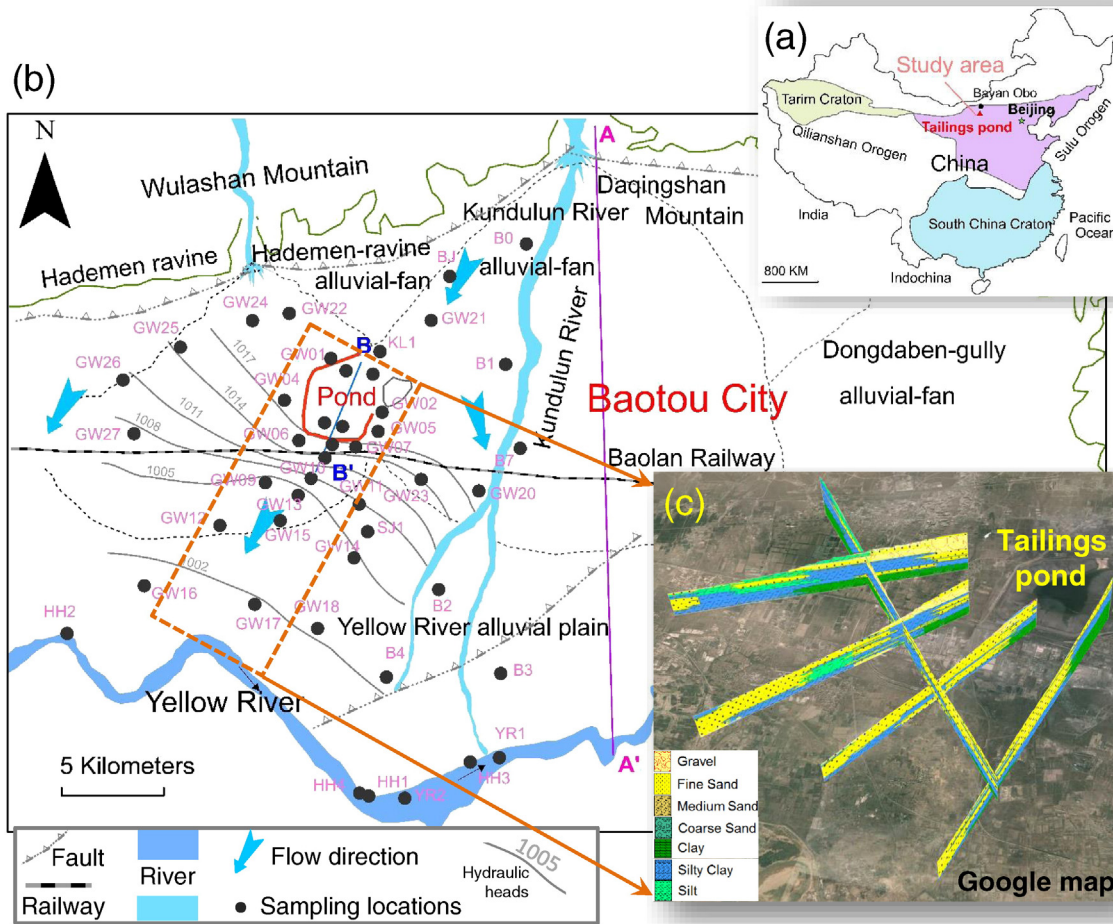 (a)
Study area
Bayan Obo
Tarim Craton
Beijing
Tailings pond
Qilianshan Orogen
Sulu Orogen
China
India
South China Craton
Pacific
Ocean
Indochina
800 KM
(b)
N
A
Wulashan Mountain
Daqingshan
Mountain
Kundulun River
alluvial-fan
B0
Hademen ravine
Hademen-ravine
alluvial-fan
BJ1
GW24
GW22
GW21
GW25
1017
KL1
B
GW01
Kundulun River
B1
Dongdaben-gully
alluvial-fan
GW26
GW04
1014
Pond
GW02
Baotou City
1011
1008
GW27
GW06
GW05
GW07
B7
Baolan Railway
1005
GW10
B'
GW09
GW11
GW23
GW20
GW13
GW12
GW15
SJ1
GW14
1002
GW16
GW17
GW18
B2
HH2
Yellow River alluvial plain
B4
B3
Yellow River
YR1
A'
5 Kilometers
HH3
HH4
HH1
YR2
(c)
Tailings
pond
Gravel
Fine Sand
Medium Sand
Coarse Sand
Clay
Silty Clay
Silt
Google map
Fault
River
Flow direction
1005
Hydraulic
heads
Railway
Sampling locations